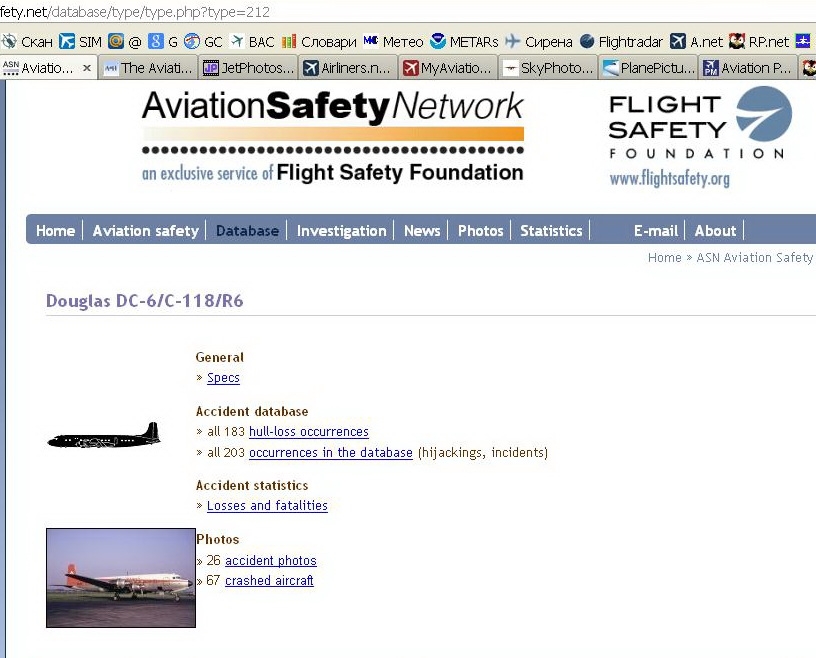 fety.net/database/type/type.php?type=212
Скан SIM @ G GC BAC Словари Метео METARs Сирена Flightradar A.net RP.net
Aviatio... The Aviati... JetPhotos... Airliners.n... MyAviatio... SkyPhoto... PlanePictu... Aviation P...
AviationSafetyNetwork
an exclusive service of Flight Safety Foundation
FLIGHT
SAFETY
FOUNDATION
www.flightsafety.org
Home Aviation safety Database Investigation News Photos Statistics E-mail About
Home » ASN Aviation Safety
Douglas DC-6/C-118/R6
General
» Specs
Accident database
» all 183 hull-loss occurrences
» all 203 occurrences in the database (hijackings, incidents)
Accident statistics
» Losses and fatalities
Photos
» 26 accident photos
» 67 crashed aircraft